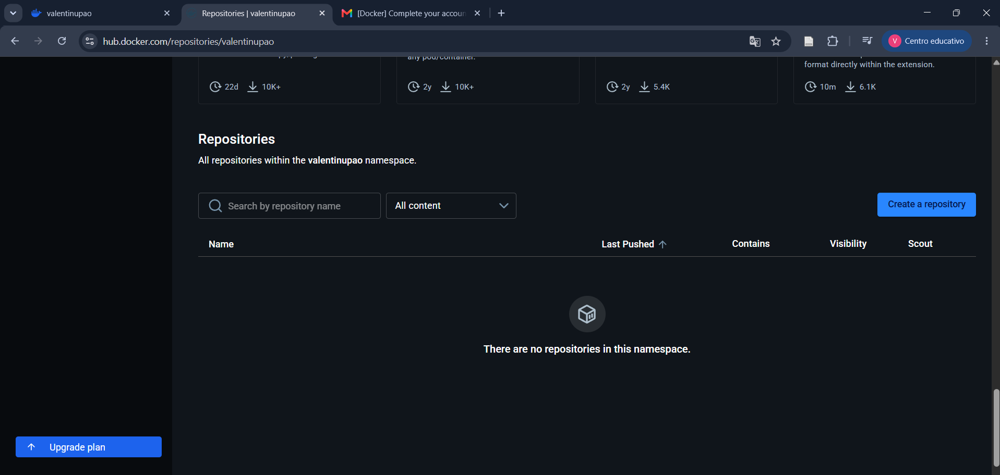 valentinupao
Repositories | valentinupao
[Docker] Complete your accoun
hub.docker.com/repositories/valentinupao
V Centro educativo
any pod/container.
format directly within the extension.
22d 10K+
2y 10K+
2y 5.4K
10m 6.1K
Repositories
All repositories within the valentinupao namespace.
Search by repository name
All content
Create a repository
Name Last Pushed Contains Visibility Scout
There are no repositories in this namespace.
Upgrade plan